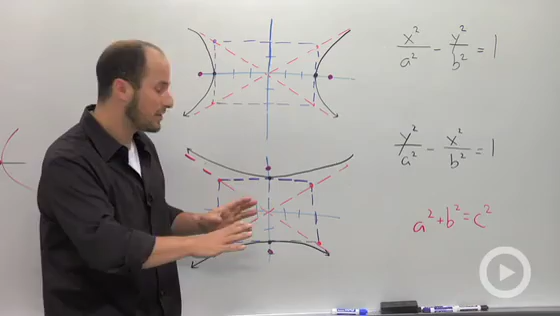 x²/a² - y²/b² = 1
y²/a² - x²/b² = 1
a² + b² = c²